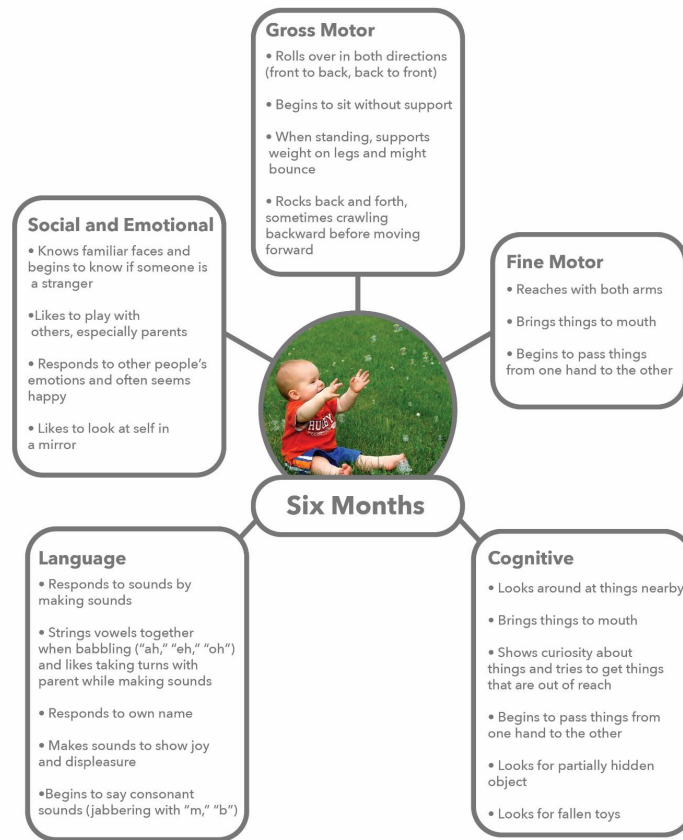 Gross Motor
• Rolls over in both directions
(front to back, back to front)
• Begins to sit without support
• When standing, supports
weight on legs and might
bounce
• Rocks back and forth,
sometimes crawling
backward before moving
forward
Social and Emotional
• Knows familiar faces and
begins to know if someone is
a stranger
•Likes to play with
others, especially parents
• Responds to other people’s
emotions and often seems
happy
• Likes to look at self in
a mirror
Fine Motor
• Reaches with both arms
• Brings things to mouth
• Begins to pass things
from one hand to the other
Six Months
Language
• Responds to sounds by
making sounds
• Strings vowels together
when babbling (“ah,” “eh,” “oh”)
and likes taking turns with
parent while making sounds
• Responds to own name
• Makes sounds to show joy
and displeasure
•Begins to say consonant
sounds (jabbering with “m,” “b”)
Cognitive
• Looks around at things nearby
• Brings things to mouth
• Shows curiosity about
things and tries to get things
that are out of reach
• Begins to pass things from
one hand to the other
• Looks for partially hidden
object
• Looks for fallen toys